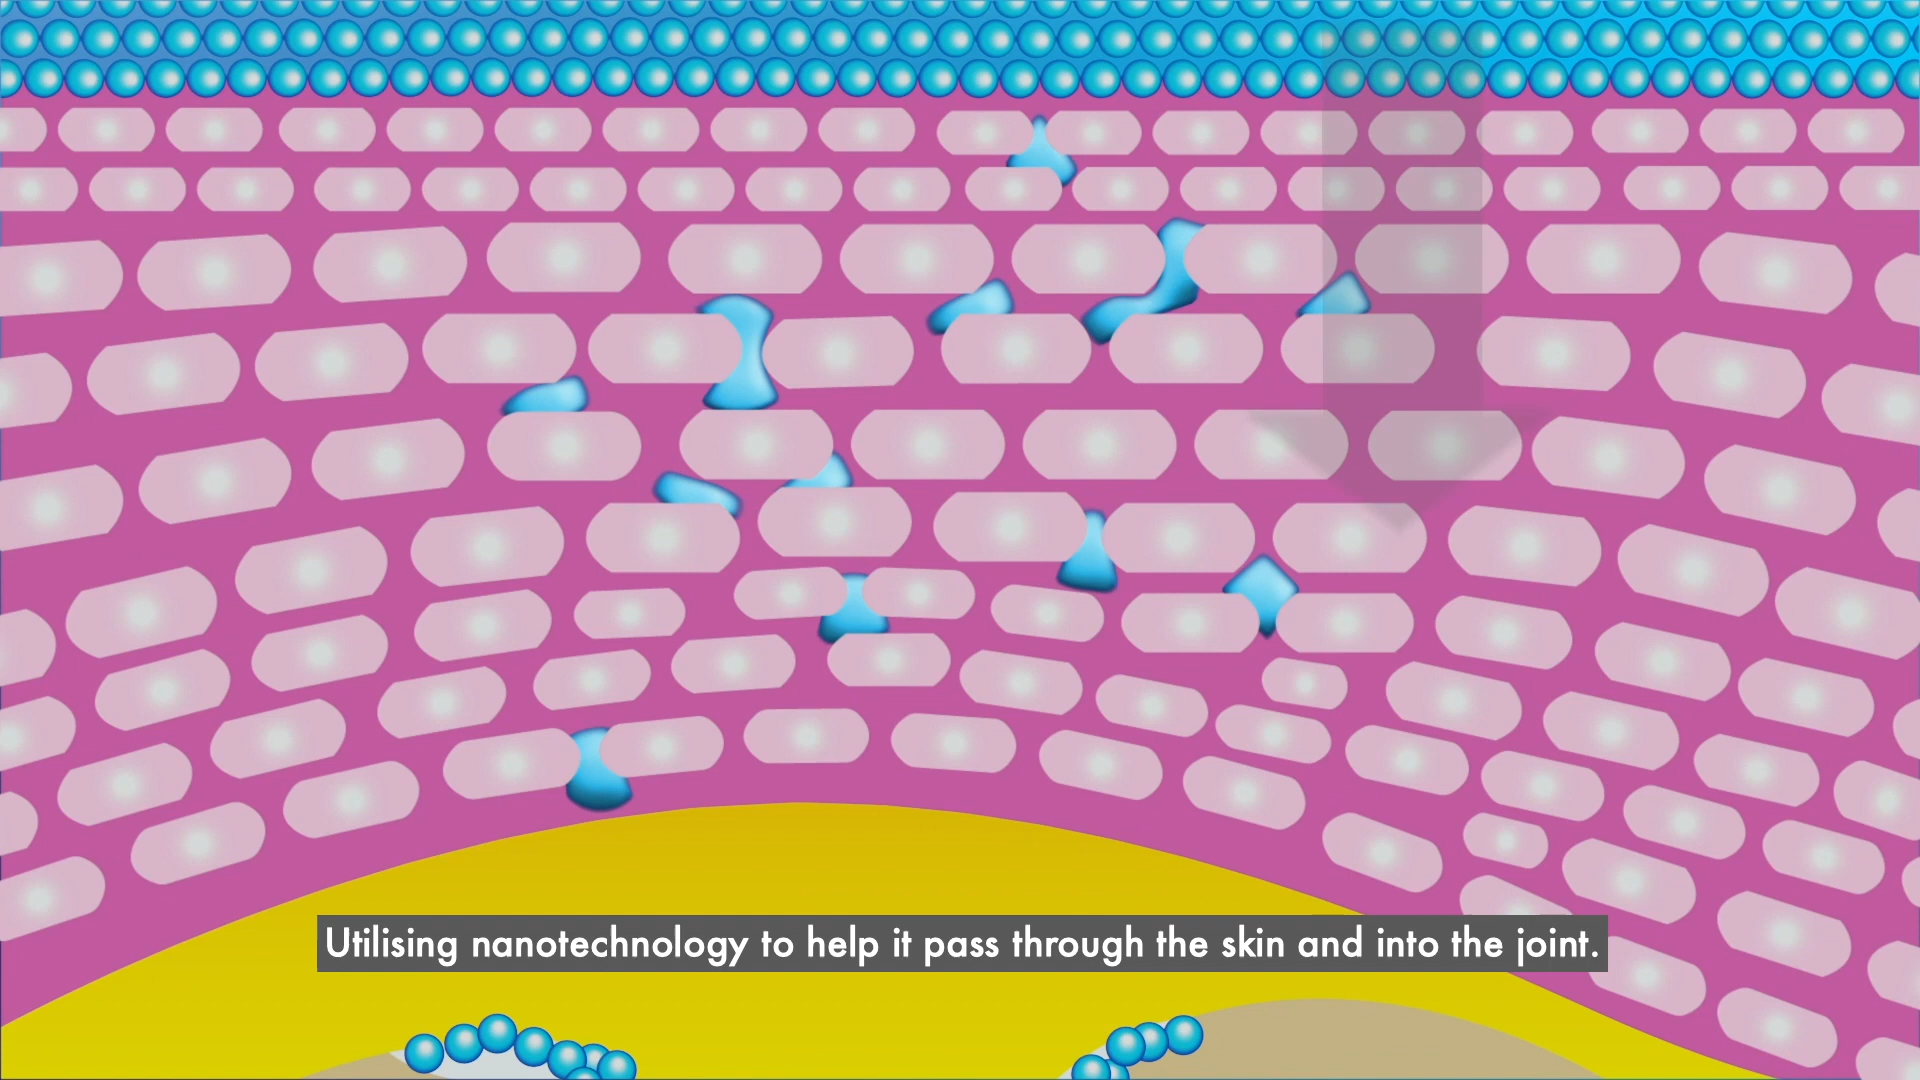 Utilising nanotechnology to help it pass through the skin and into the joint.